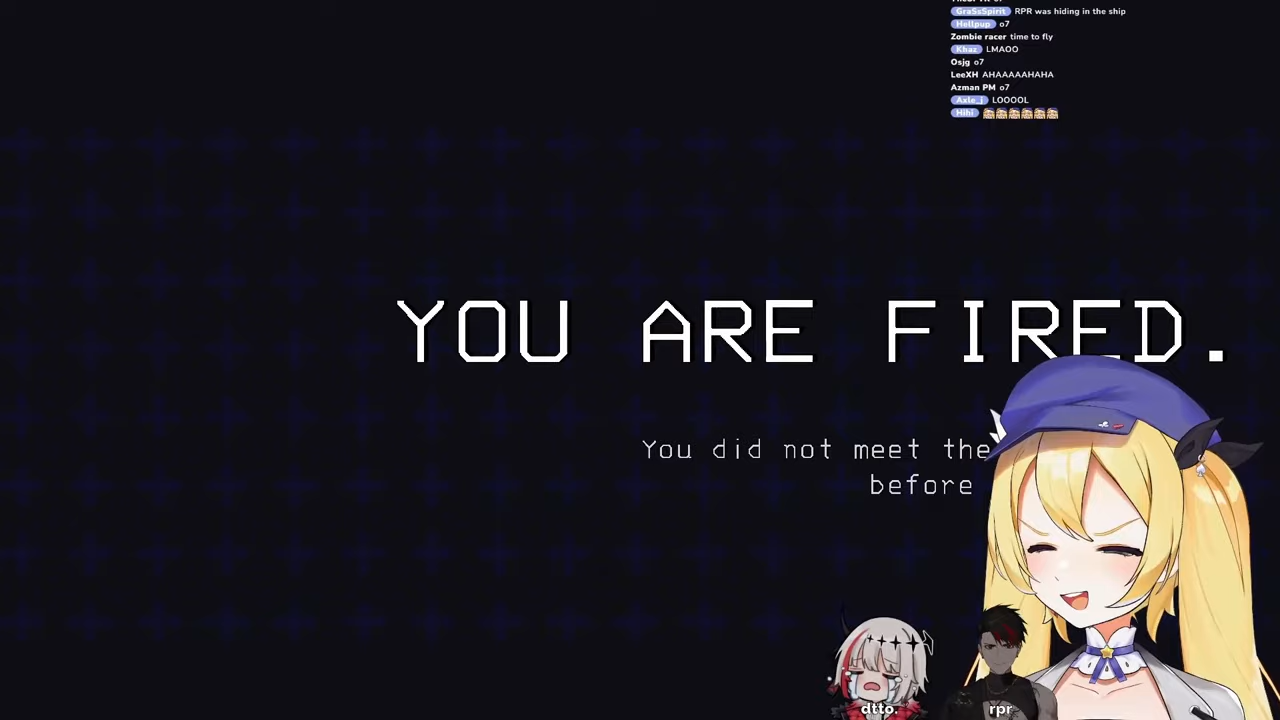 GraSsSpirit RPR was hiding in the ship
Hellpup o7
Zombie racer time to fly
Khaz LMAOO
Osjg o7
LeeXH AHAAAAAHAHA
Azman PM o7
Axle_j LOOOOL
Hihi
YOU ARE FIRED.
You did not meet the
before
dtto.
rpr